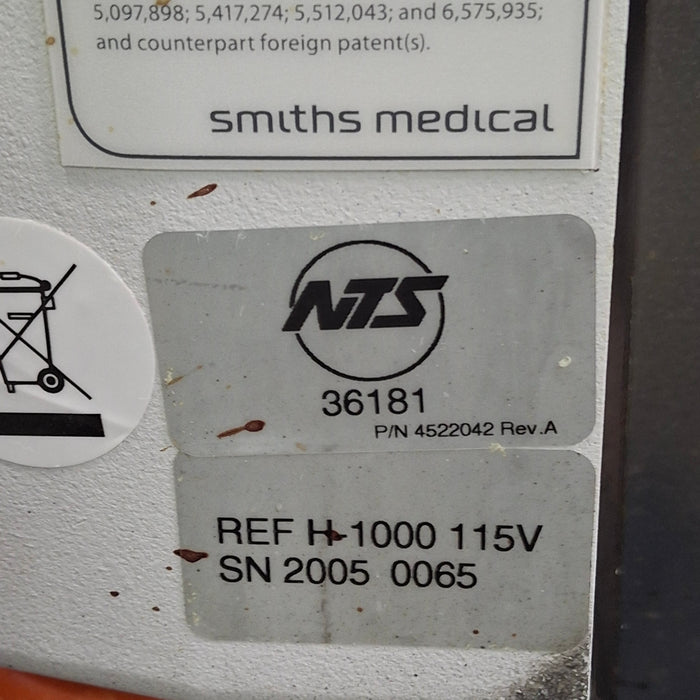 5,097,898; 5,417,274; 5,512,043; and 6,575,935;
and counterpart foreign patent(s).
smiths medical
NTS
36181
P/N 4522042 Rev.A
REF H-1000 115V
SN 2005 0065